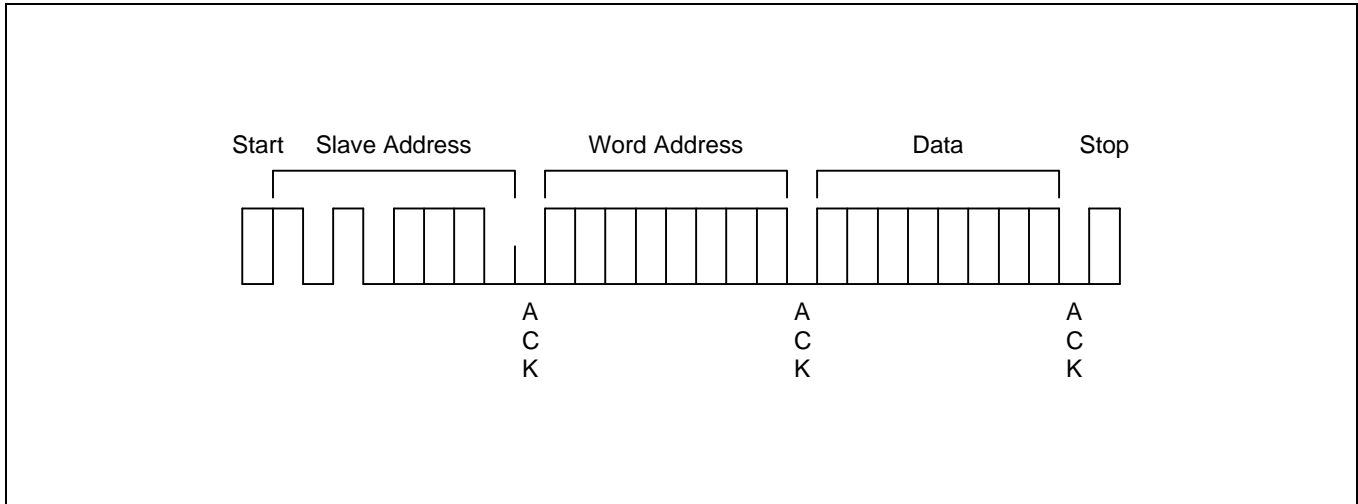 Start Slave Address Word Address Data Stop
A A A
C C C
K K K